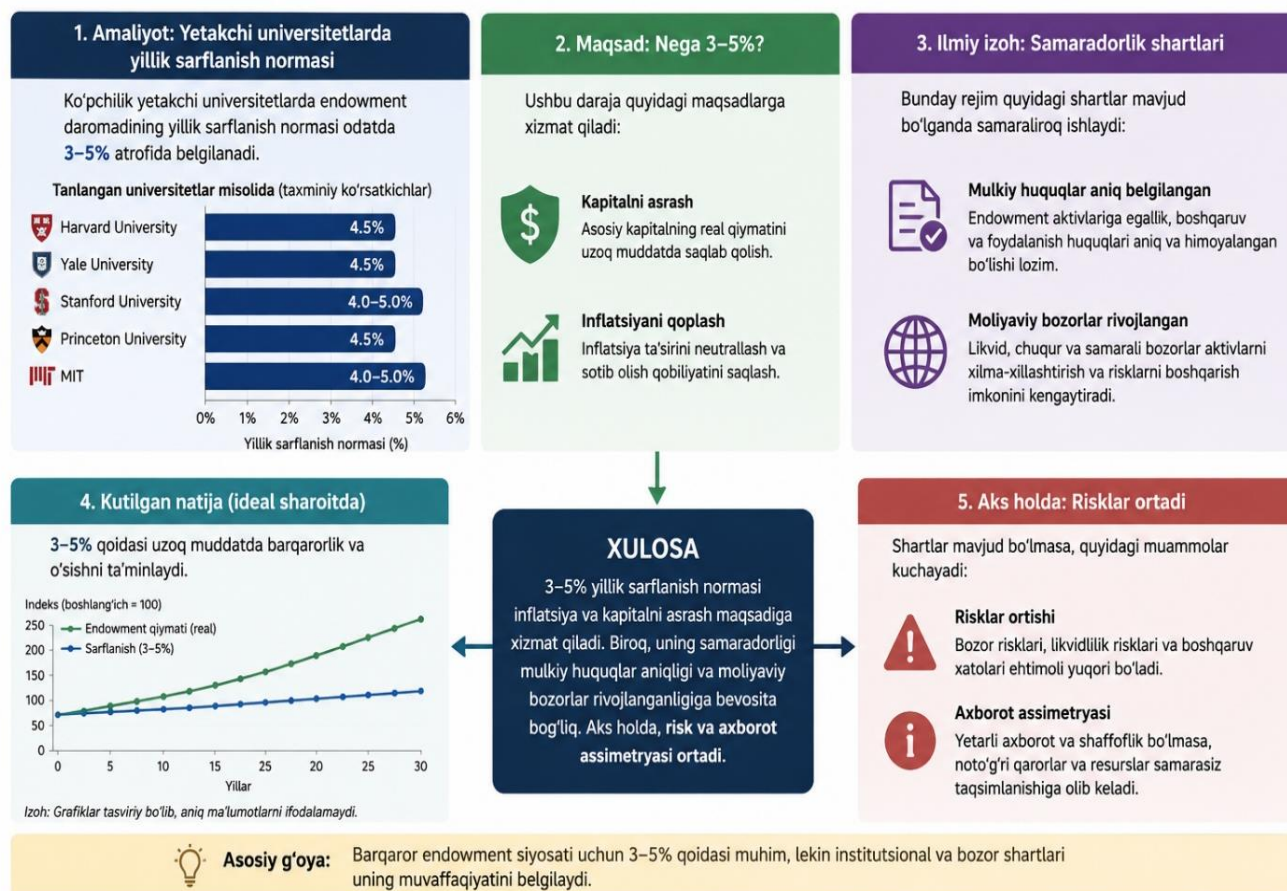 1. Amaliyot: Yetakchi universitetlarda
yillik sarflanish normasi
Ko‘pchilik yetakchi universitetlarda endowment
daromadining yillik sarflanish normasi odatda
3–5% atrofida belgilanadi.
Tanlangan universitetlar misolida (taxminiy ko‘rsatkichlar)
Harvard University
4.5%
Yale University
4.5%
Stanford University
4.0–5.0%
Princeton University
4.5%
MIT
4.0–5.0%
0% 1% 2% 3% 4% 5% 6%
Yillik sarflanish normasi (%)
2. Maqsad: Nega 3–5%?
Ushbu daraja quyidagi maqsadlarga
xizmat qiladi:
$
Kapitalni asrash
Asosiy kapitalning real qiymatini
uzoq muddatda saqlab qolish.
Inflatsiyani qoplash
Inflatsiya ta'sirini neutrallash va
sotib olish qobiliyatini saqlash.
3. Ilmiy izoh: Samaradorlik shartlari
Bunday rejim quyidagi shartlar mavjud
bo‘lganda samaraliroq ishlaydi:
Mulkiy huquqlar aniq belgilangan
Endowment aktivlariga egallik, boshqaruv
va foydalanish huquqlari aniq va himoyalangan
bo‘lishi lozim.
Moliyaviy bozorlar rivojlangan
Likvid, chuqur va samarali bozorlar aktivlarni
xilma-xillashtirish va risklarni boshqarish
imkonini kengaytiradi.
4. Kutilgan natija (ideal sharoitda)
3–5% qoidasi uzoq muddatda barqarorlik va
o‘sishni ta'minlaydi.
Indeks (boshlang‘ich = 100)
250
200
150
100
50
0
Endowment qiymati (real)
Sarflanish (3–5%)
0 5 10 15 25 20 25 30
Yillar
Izoh: Grafiklar tasviriy bo‘lib, aniq ma'lumotlarni ifodalamaydi.
XULOSA
3–5% yillik sarflanish normasi
inflatsiya va kapitalni asrash maqsadiga
xizmat qiladi. Biroq, uning samaradorligi
mulkiy huquqlar aniqligi va moliyaviy
bozorlar rivojlanganligiga bevosita
bog‘liq. Aks holda, risk va axborot
assimetryasi ortadi.
5. Aks holda: Risklar ortadi
Shartlar mavjud bo‘lmasa, quyidagi muammolar
kuchayadi:
Risklar ortishi
Bozor risklari, likvidlilik risklari va boshqaruv
xatolari ehtimoli yuqori bo‘ladi.
Axborot assimetryasi
Yetarli axborot va shaffoflik bo‘lmasa,
noto‘g‘ri qarorlar va resurslar samarasiz
taqsimlanishiga olib keladi.
Asosiy g‘oya: Barqaror endowment siyosati uchun 3–5% qoidasi muhim, lekin institutsional va bozor shartlari
uning muvaffaqiyatini belgilaydi.